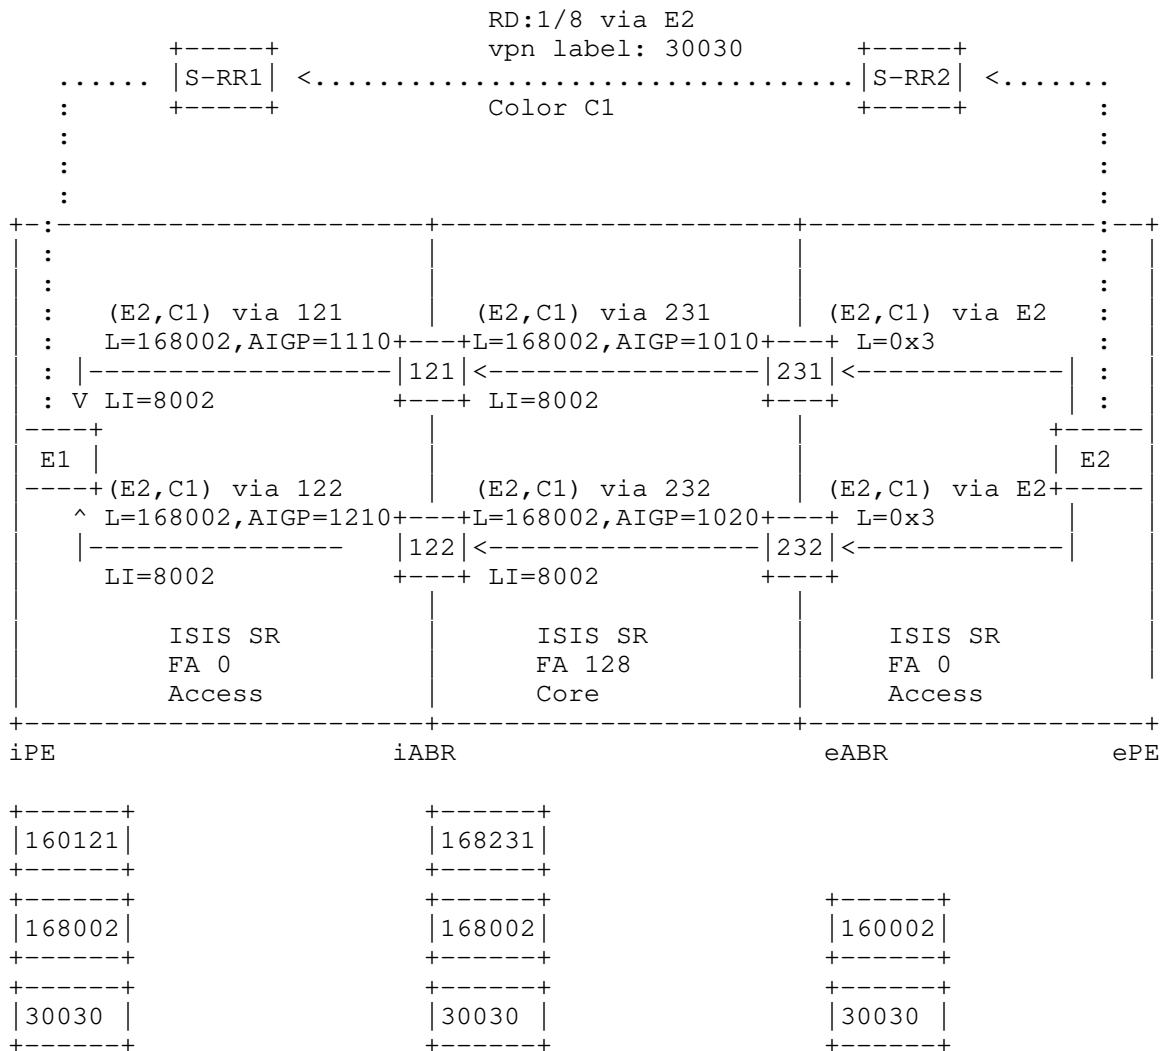 RD:1/8 via E2
vpn label: 30030
S-RR1
S-RR2
Color C1
(E2,C1) via 121 (E2,C1) via 231 (E2,C1) via E2
L=168002,AIGP=1110 L=168002,AIGP=1010 L=0x3
121 231
LI=8002 LI=8002
E1 E2
(E2,C1) via 122 (E2,C1) via 232 (E2,C1) via E2
L=168002,AIGP=1210 L=168002,AIGP=1020 L=0x3
122 232
LI=8002 LI=8002
ISIS SR ISIS SR ISIS SR
FA 0 FA 128 FA 0
Access Core Access
iPE iABR eABR ePE
160121 168231
168002 168002 160002
30030 30030 30030